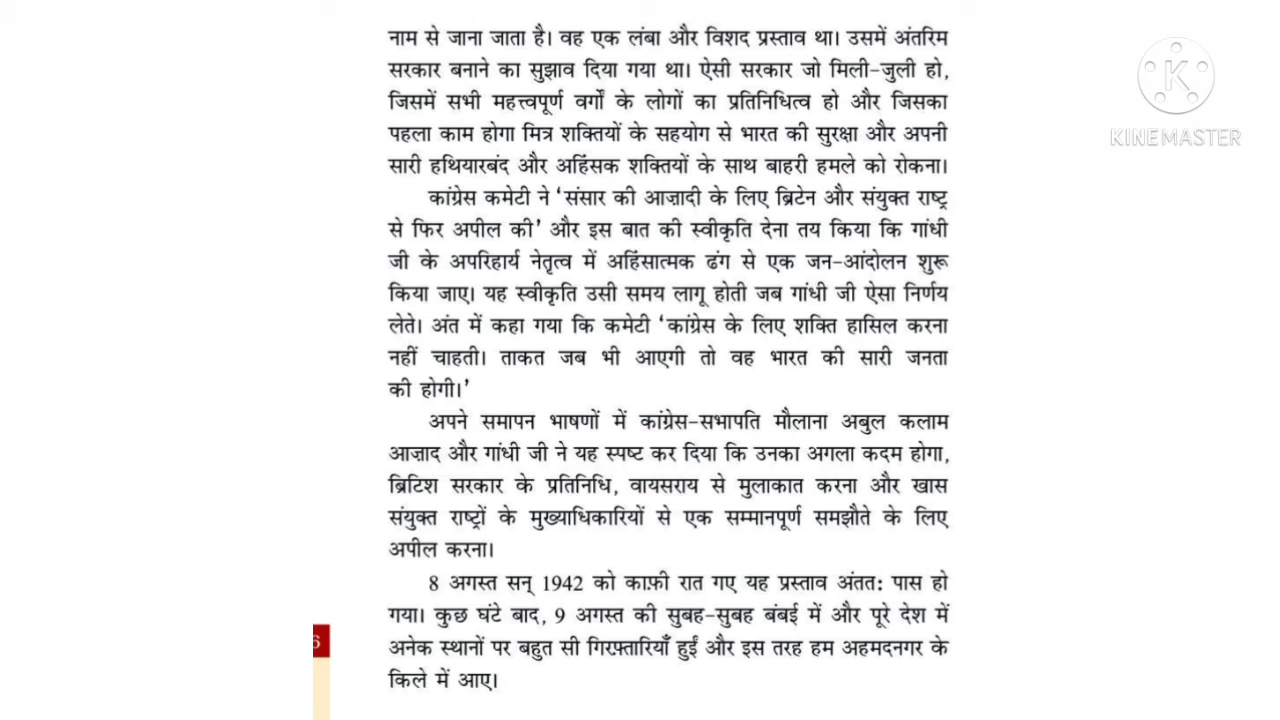 नाम से जाना जाता है। वह एक लंबा और विशद प्रस्ताव था। उसमें अंतरिम
सरकार बनाने का सुझाव दिया गया था। ऐसी सरकार जो मिली-जुली हो,
जिसमें सभी महत्त्वपूर्ण वर्गों के लोगों का प्रतिनिधित्व हो और जिसका
पहला काम होगा मित्र शक्तियों के सहयोग से भारत की सुरक्षा और अपनी
सारी हथियारबंद और अहिंसक शक्तियों के साथ बाहरी हमले को रोकना।
कांग्रेस कमेटी ने ‘संसार की आज़ादी के लिए ब्रिटेन और संयुक्त राष्ट्र
से फिर अपील की’ और इस बात की स्वीकृति देना तय किया कि गांधी
जी के अपरिहार्य नेतृत्व में अहिंसात्मक ढंग से एक जन-आंदोलन शुरू
किया जाए। यह स्वीकृति उसी समय लागू होती जब गांधी जी ऐसा निर्णय
लेते। अंत में कहा गया कि कमेटी ‘कांग्रेस के लिए शक्ति हासिल करना
नहीं चाहती। ताकत जब भी आएगी तो वह भारत की सारी जनता
की होगी।’
अपने समापन भाषणों में कांग्रेस-सभापति मौलाना अबुल कलाम
आज़ाद और गांधी जी ने यह स्पष्ट कर दिया कि उनका अगला कदम होगा,
ब्रिटिश सरकार के प्रतिनिधि, वायसराय से मुलाकात करना और खास
संयुक्त राष्ट्रों के मुख्याधिकारियों से एक सम्मानपूर्ण समझौते के लिए
अपील करना।
8 अगस्त सन् 1942 को काफ़ी रात गए यह प्रस्ताव अंतत: पास हो
गया। कुछ घंटे बाद, 9 अगस्त की सुबह-सुबह बंबई में और पूरे देश में
अनेक स्थानों पर बहुत सी गिरफ़्तारियाँ हुईं और इस तरह हम अहमदनगर के
किले में आए।
6
K
KINEMASTER